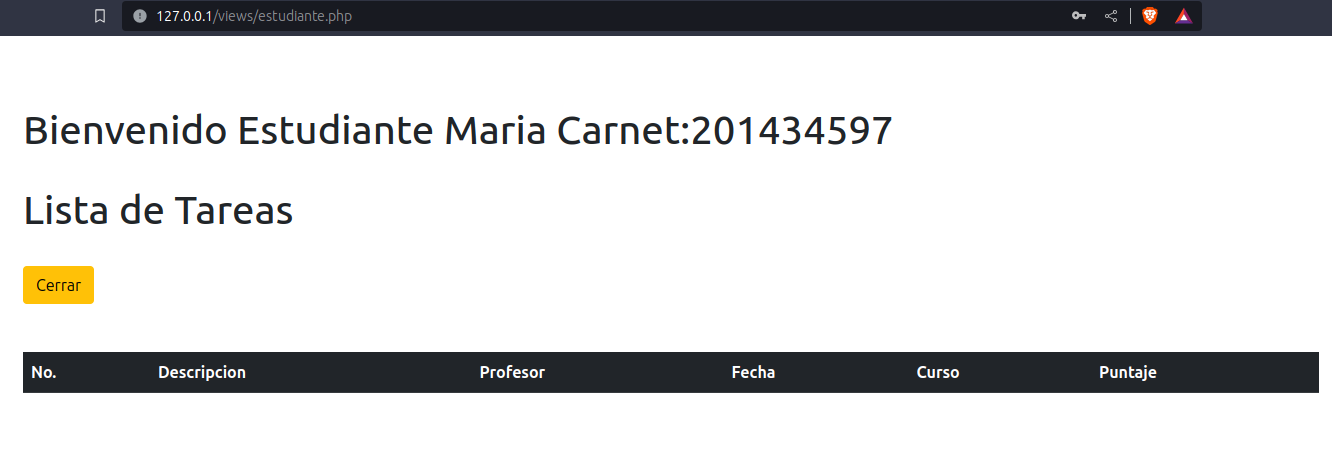 127.0.0.1/views/estudiante.php
Bienvenido Estudiante Maria Carnet:201434597
Lista de Tareas
Cerrar
No. Descripcion Profesor Fecha Curso Puntaje